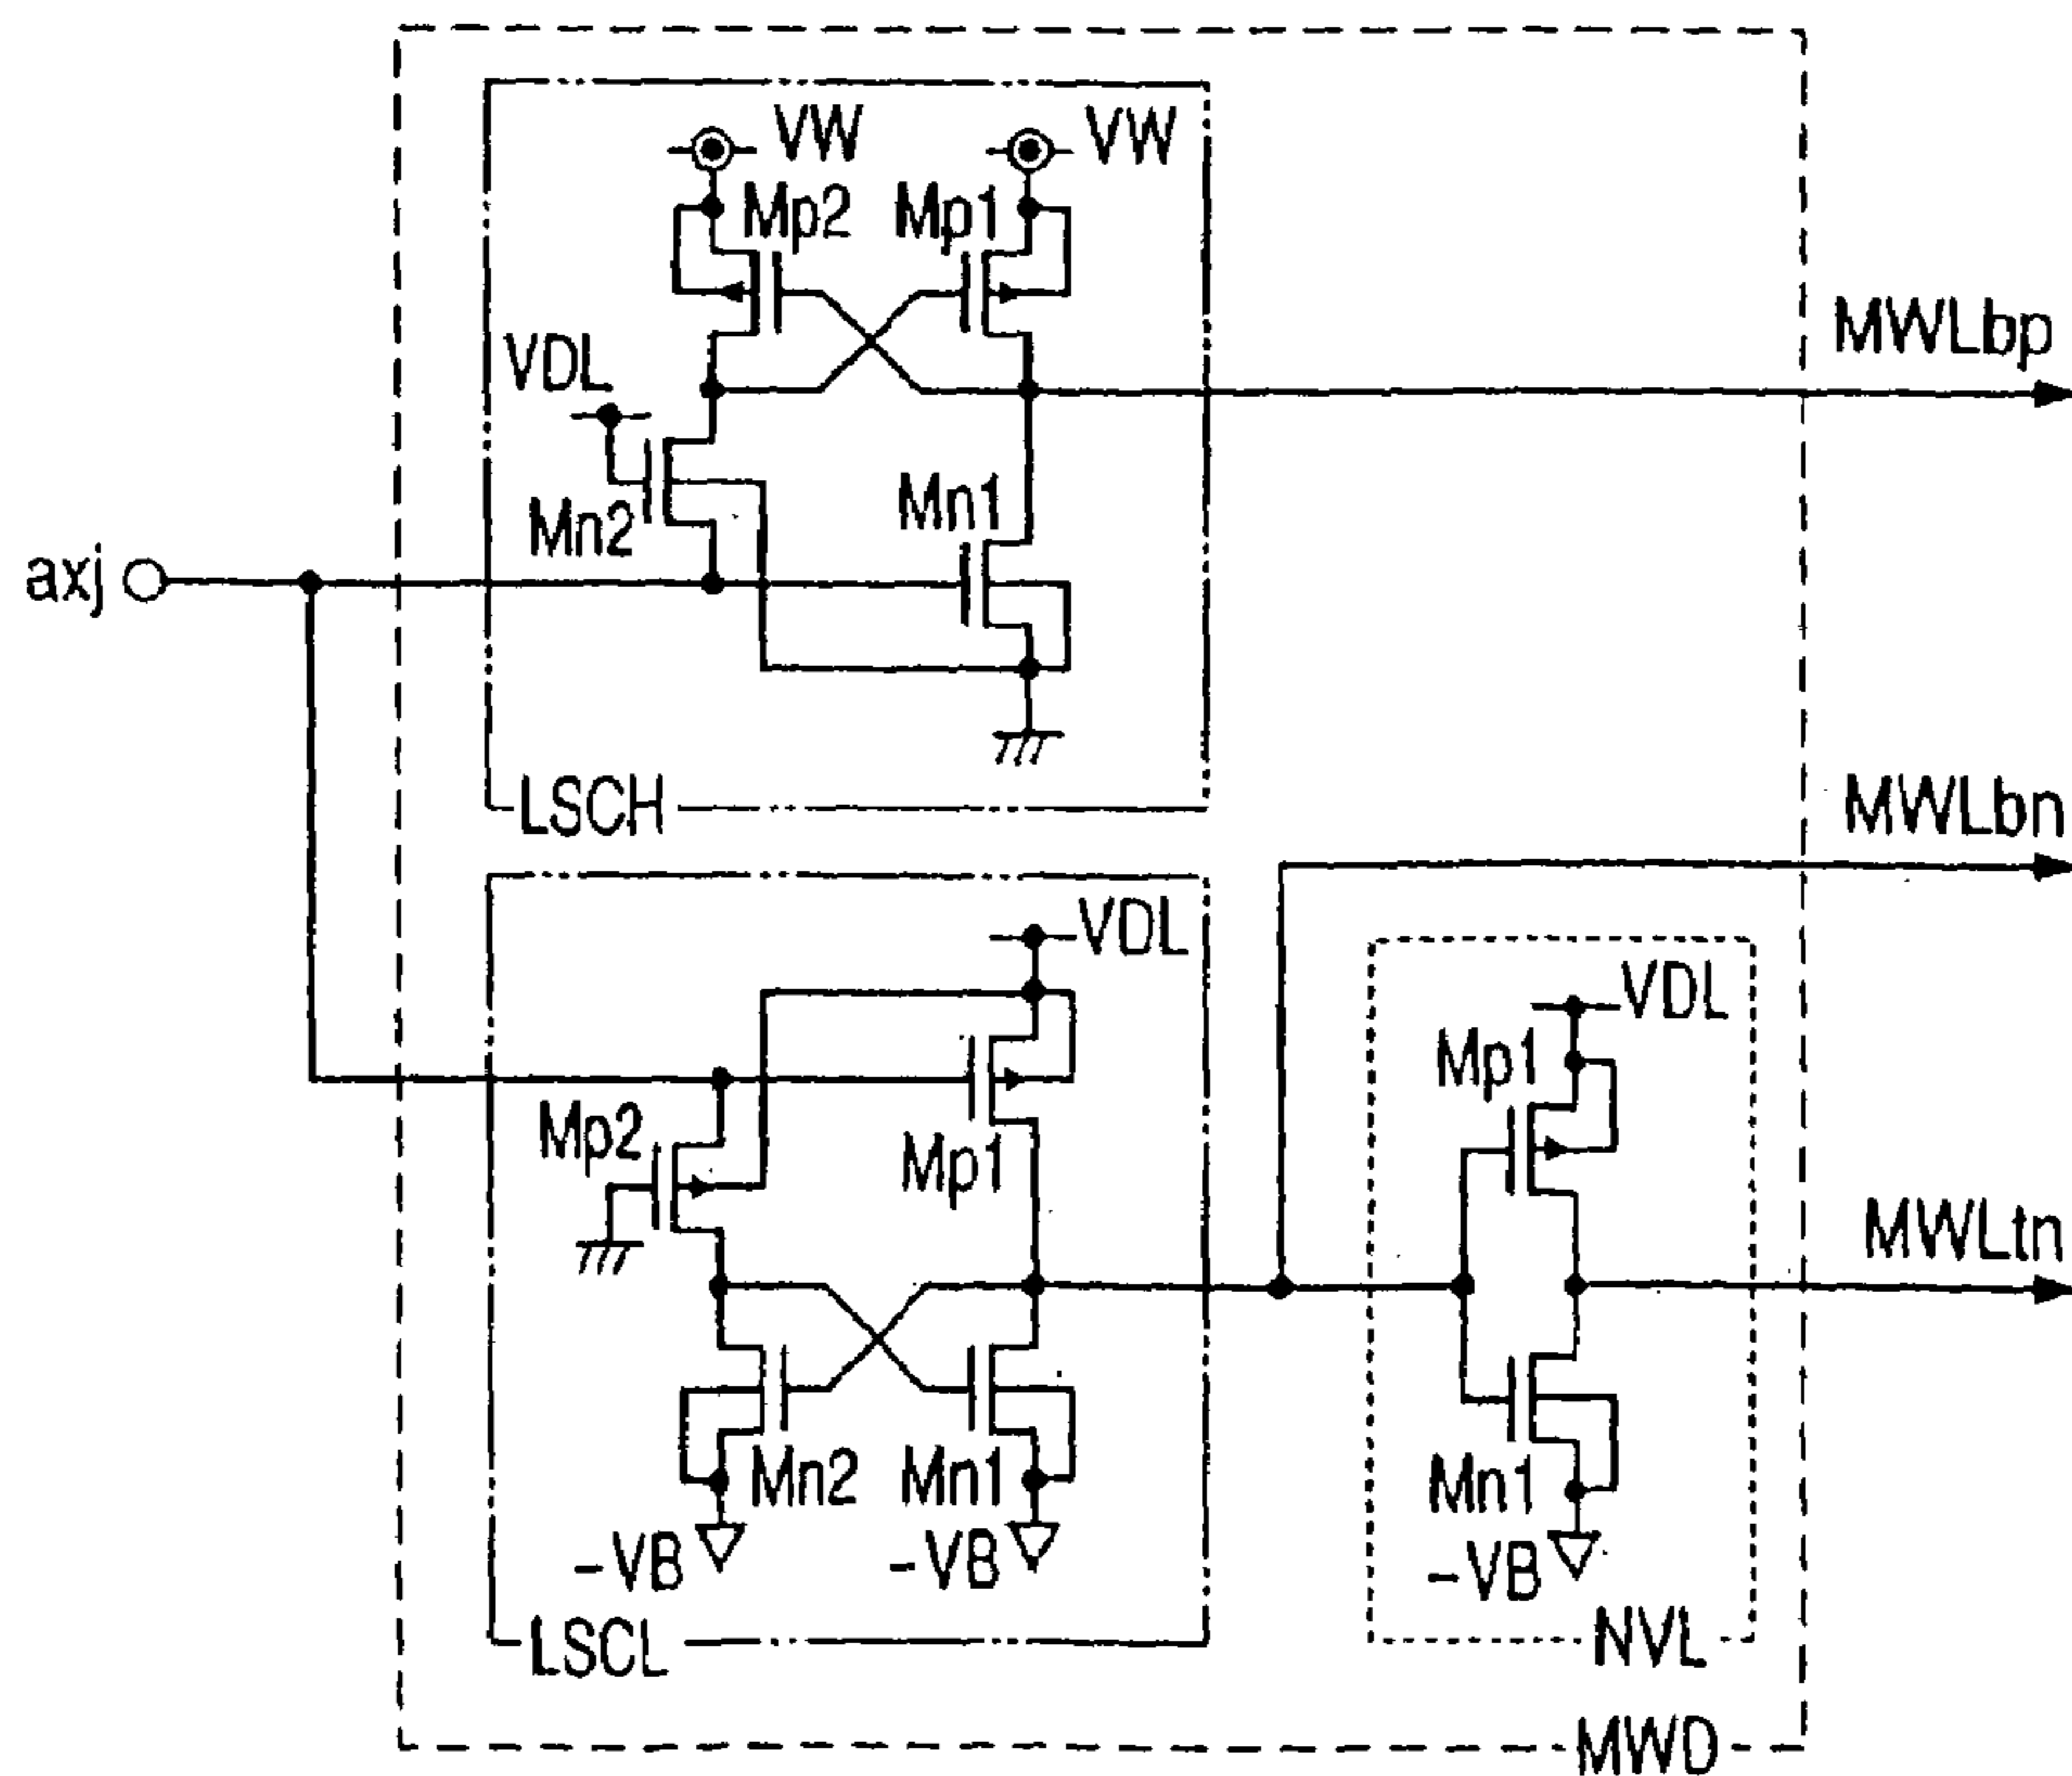 VW
VW
Mp2
Mp1
MWLbp
VDL
Mn1
Mn2
axj
LSCH
MWLbn
VDL
VDL
Mp1
Mp2
Mp1
MWLtn
Mn2
Mn1
Mn1
-VB
-VB
-VB
LSCL
NVL
MWD